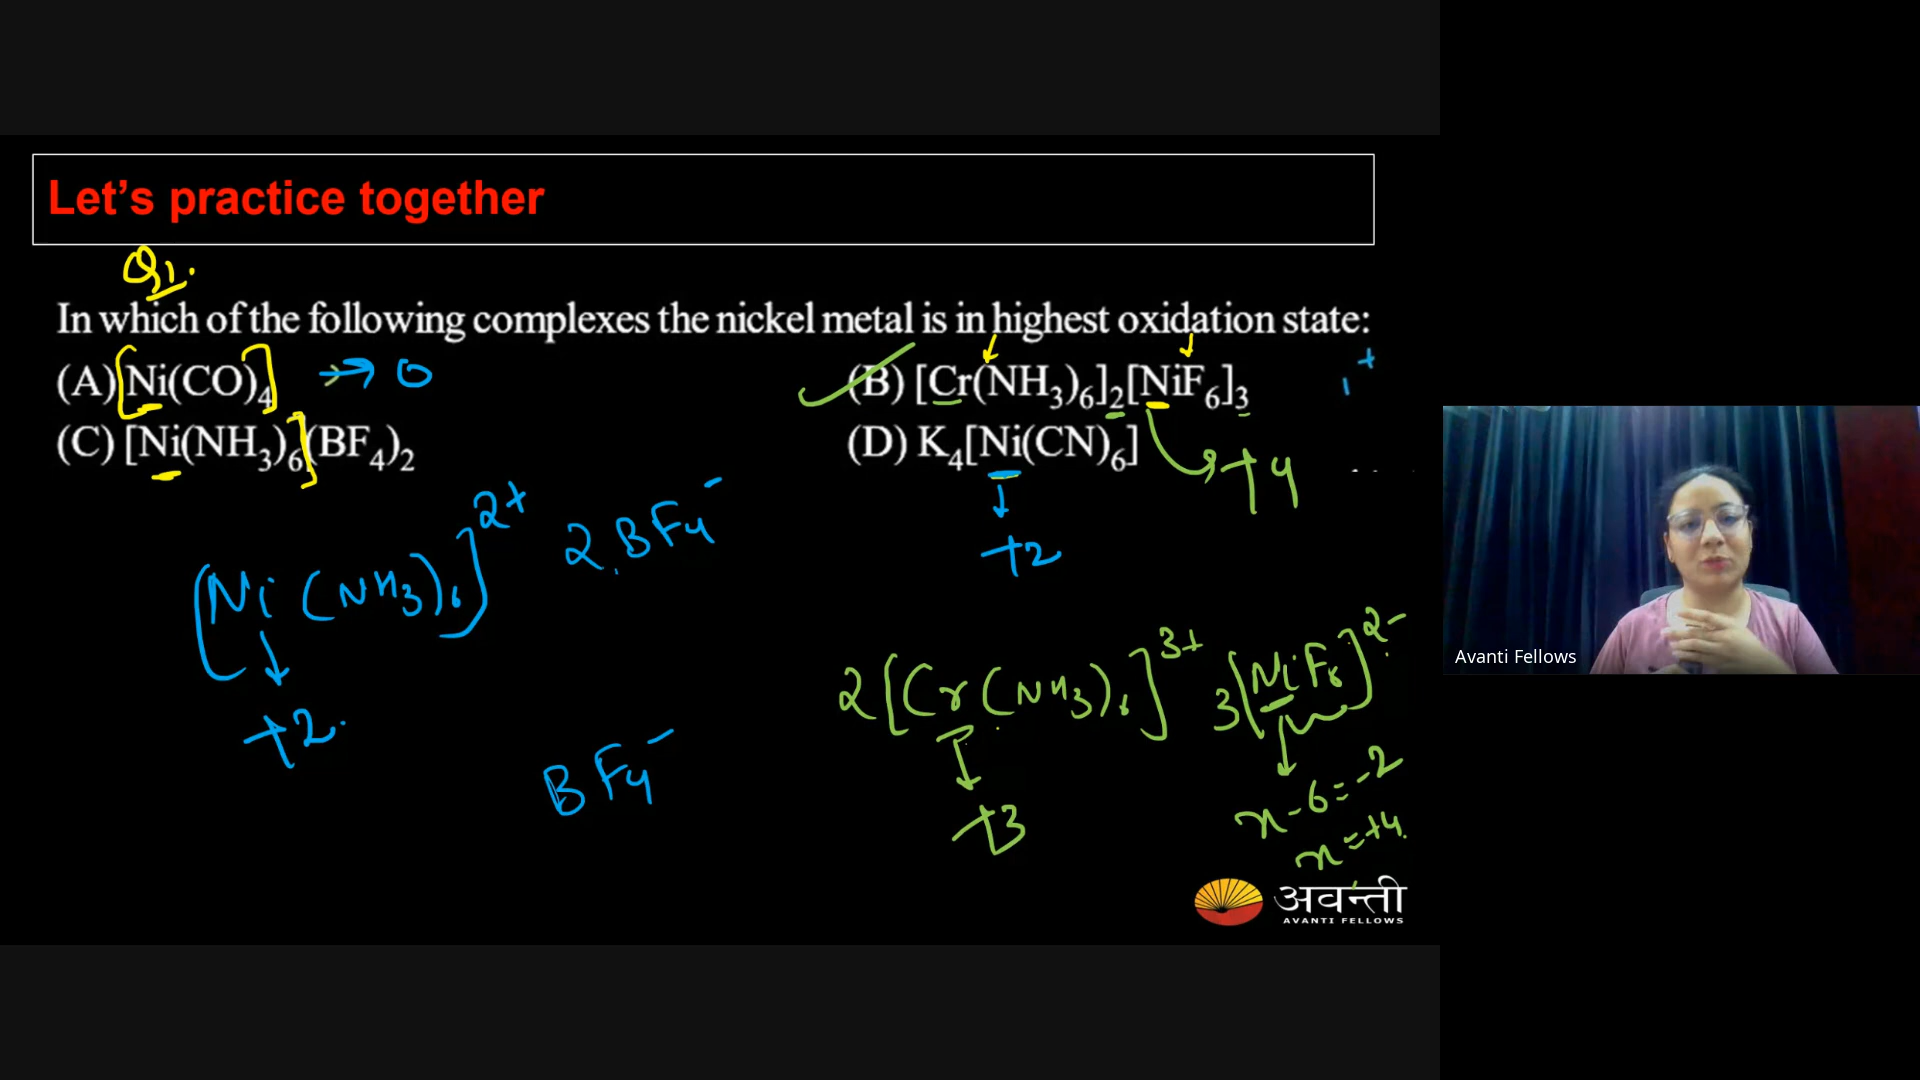 Let's practice together
Q1.
In which of the following complexes the nickel metal is in highest oxidation state:
(A) [Ni(CO)4] → 0
(B) [Cr(NH3)6]2[NiF6]3
+4
(C) [Ni(NH3)6](BF4)2
(D) K4[Ni(CN)6]
+2
[Ni(NH3)6]2+ 2BF4-
+2
BF4-
2[Cr(NH3)6]3+ 3[NiF6]2-
+3
x-6=-2
x=+4
Avanti Fellows
अवन्ती
AVANTI FELLOWS